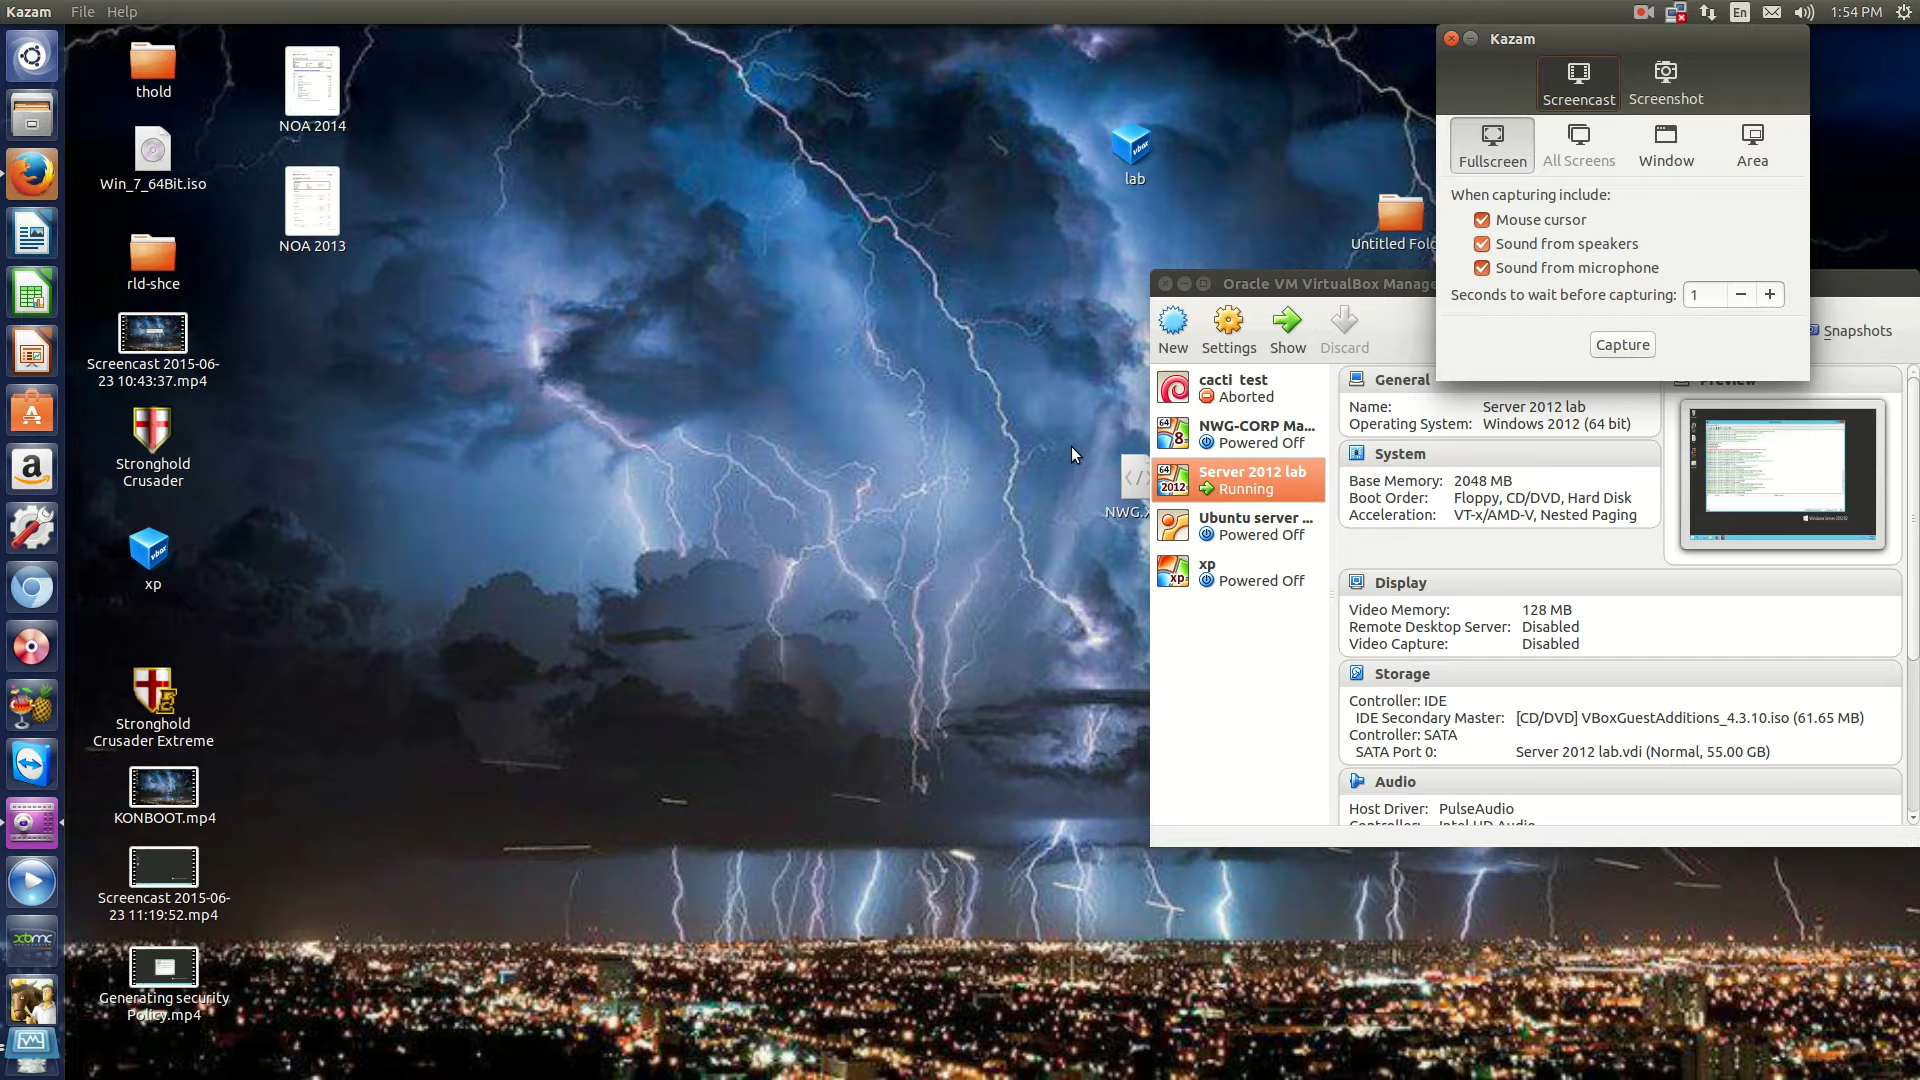 Kazam File Help
En 1:54 PM
thold
Win_7_64Bit.iso
rld-shce
Screencast 2015-06-
23 10:43:37.mp4
Stronghold
Crusader
xp
Stronghold
Crusader Extreme
KONBOOT.mp4
Screencast 2015-06-
23 11:19:52.mp4
Generating security
Policy.mp4
NOA 2014
NOA 2013
lab
Untitled Fol
NWG.
xbmc
Kazam
Screencast
Screenshot
Fullscreen
All Screens
Window
Area
When capturing include:
Mouse cursor
Sound from speakers
Sound from microphone
Seconds to wait before capturing: 1
Capture
Oracle VM VirtualBox Manage
New
Settings
Show
Discard
Snapshots
cacti test
Aborted
NWG-CORP Ma...
Powered Off
Server 2012 lab
Running
Ubuntu server ...
Powered Off
xp
Powered Off
General
Name: Server 2012 lab
Operating System: Windows 2012 (64 bit)
System
Base Memory: 2048 MB
Boot Order: Floppy, CD/DVD, Hard Disk
Acceleration: VT-x/AMD-V, Nested Paging
Preview
Display
Video Memory: 128 MB
Remote Desktop Server: Disabled
Video Capture: Disabled
Storage
Controller: IDE
IDE Secondary Master: [CD/DVD] VBoxGuestAdditions_4.3.10.iso (61.65 MB)
Controller: SATA
SATA Port 0: Server 2012 lab.vdi (Normal, 55.00 GB)
Audio
Host Driver: PulseAudio
Controller: Intel HD Audio